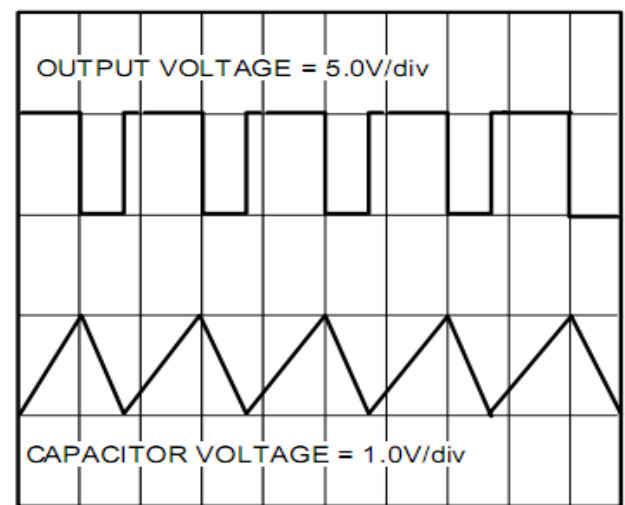 OUTPUT VOLTAGE = 5.0V/div
CAPACITOR VOLTAGE = 1.0V/div